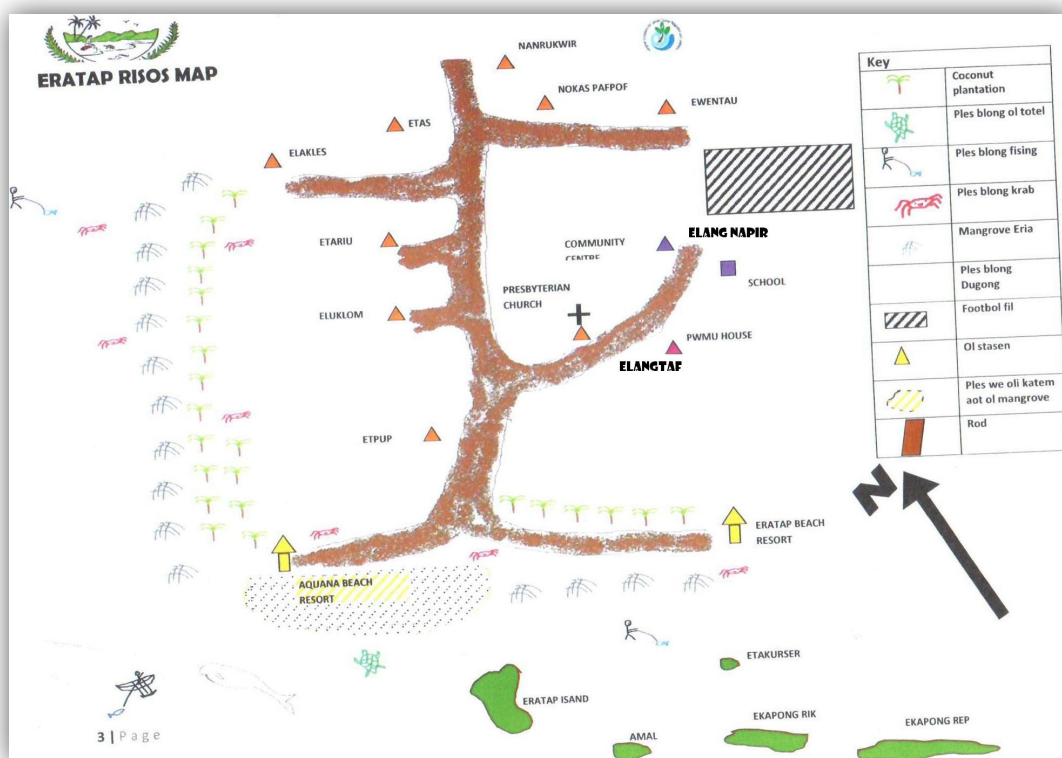 ERATAP RISOS MAP
NANRUKWIR
NOKAS PAFPOF
EWENTAU
ETAS
ELAKLES
ETARIU
COMMUNITY
CENTRE
ELANG NAPIR
SCHOOL
PRESBYTERIAN
CHURCH
ELUKLOM
PWMU HOUSE
ELANGTAF
ETPUP
ERATAP BEACH
RESORT
AQUANA BEACH
RESORT
ETAKURSER
ERATAP ISAND
EKAPONG RIK
EKAPONG REP
AMAL
3 | Page
Key
Coconut
plantation
Ples blong ol totel
Ples blong fising
Ples blong krab
Mangrove Eria
Ples blong
Dugong
Footbol fil
Ol stasen
Ples we oli katem
aot ol mangrove
Rod
N